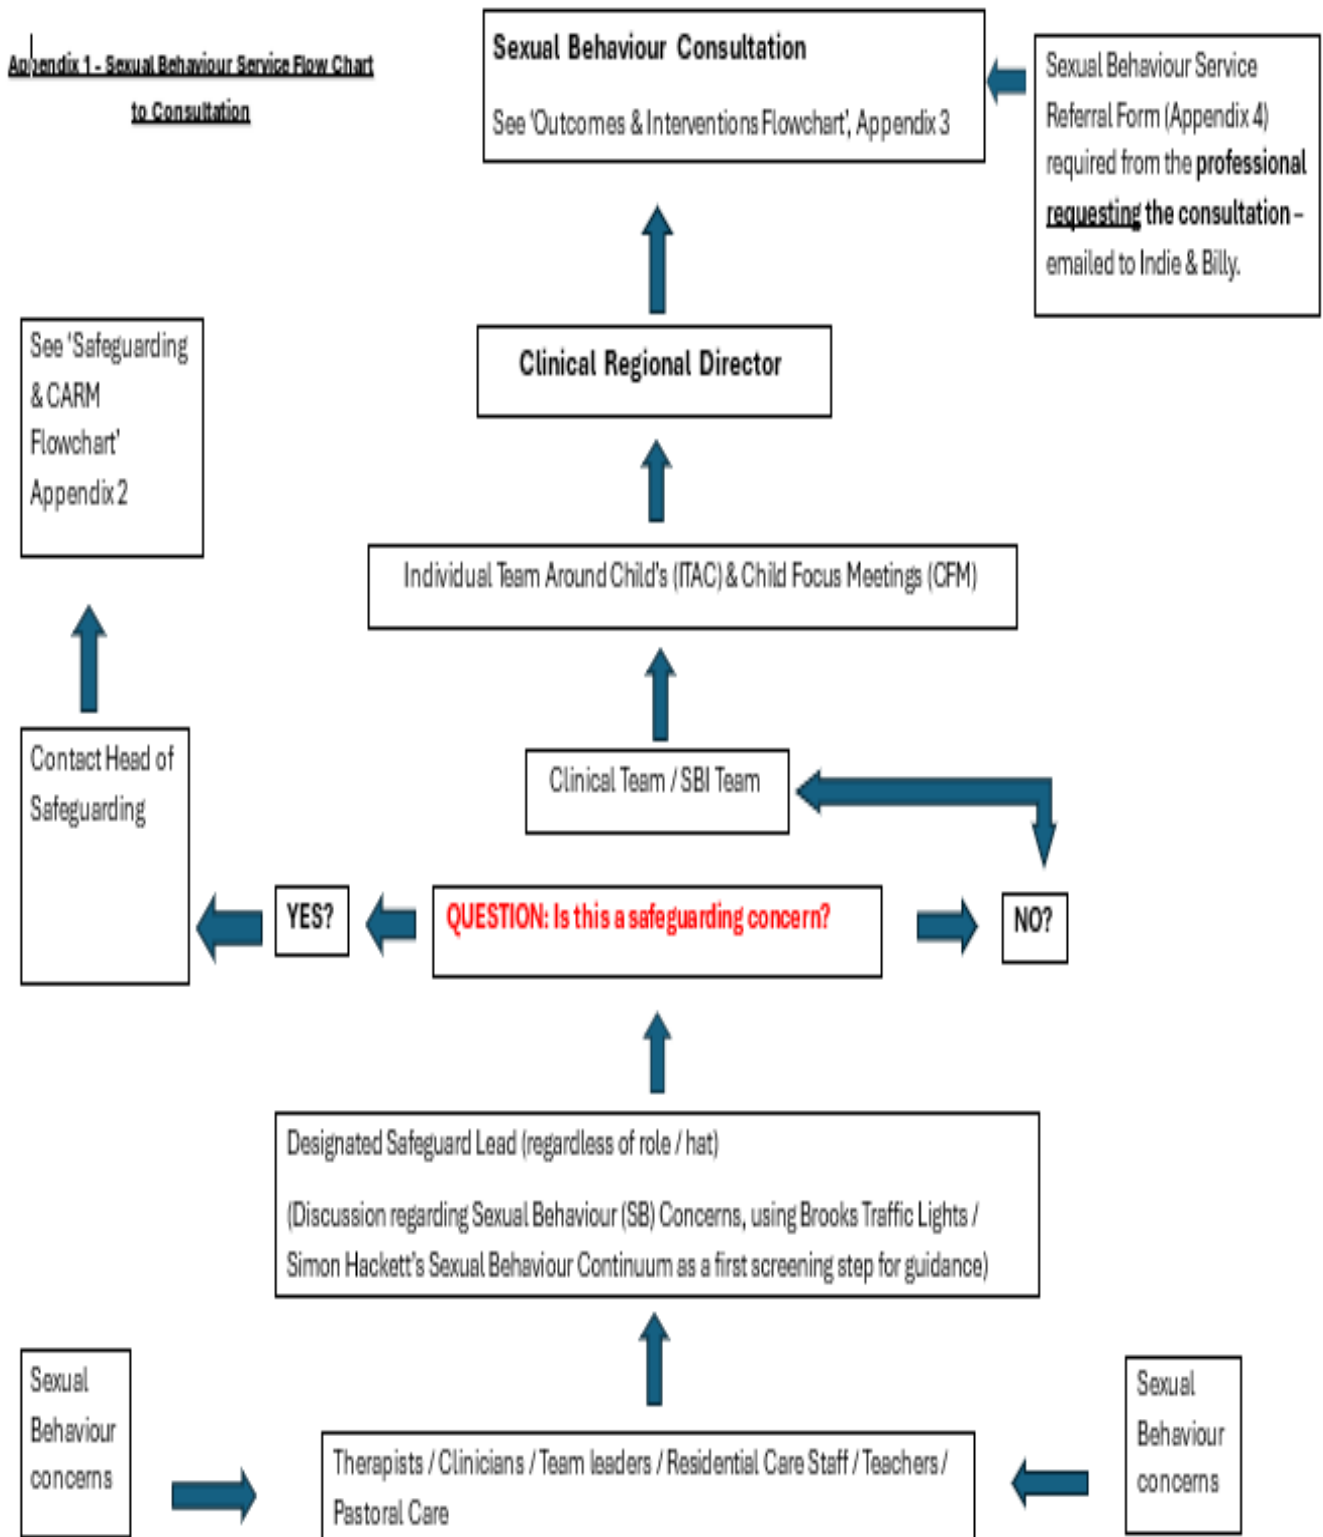 Appendix 1 - Sexual Behaviour Service Flow Chart
to Consultation
Sexual Behaviour Consultation
See 'Outcomes & Interventions Flowchart', Appendix 3
Sexual Behaviour Service
Referral Form (Appendix 4)
required from the professional
requesting the consultation –
emailed to Indie & Billy.
Clinical Regional Director
See 'Safeguarding
& CARM
Flowchart'
Appendix 2
Individual Team Around Child's (ITAC) & Child Focus Meetings (CFM)
Contact Head of
Safeguarding
Clinical Team / SBI Team
YES?
QUESTION: Is this a safeguarding concern?
NO?
Designated Safeguard Lead (regardless of role / hat)
(Discussion regarding Sexual Behaviour (SB) Concerns, using Brooks Traffic Lights /
Simon Hackett's Sexual Behaviour Continuum as a first screening step for guidance)
Sexual
Behaviour
concerns
Therapists / Clinicians / Team leaders / Residential Care Staff / Teachers /
Pastoral Care
Sexual
Behaviour
concerns